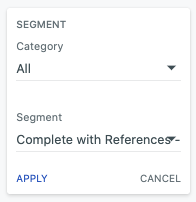 SEGMENT
Category
All
Segment
Complete with References -
APPLY CANCEL